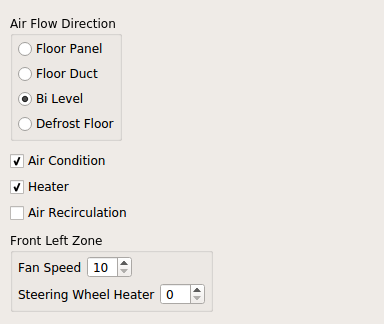 Air Flow Direction
Floor Panel
Floor Duct
Bi Level
Defrost Floor
Air Condition
Heater
Air Recirculation
Front Left Zone
Fan Speed 10
Steering Wheel Heater 0